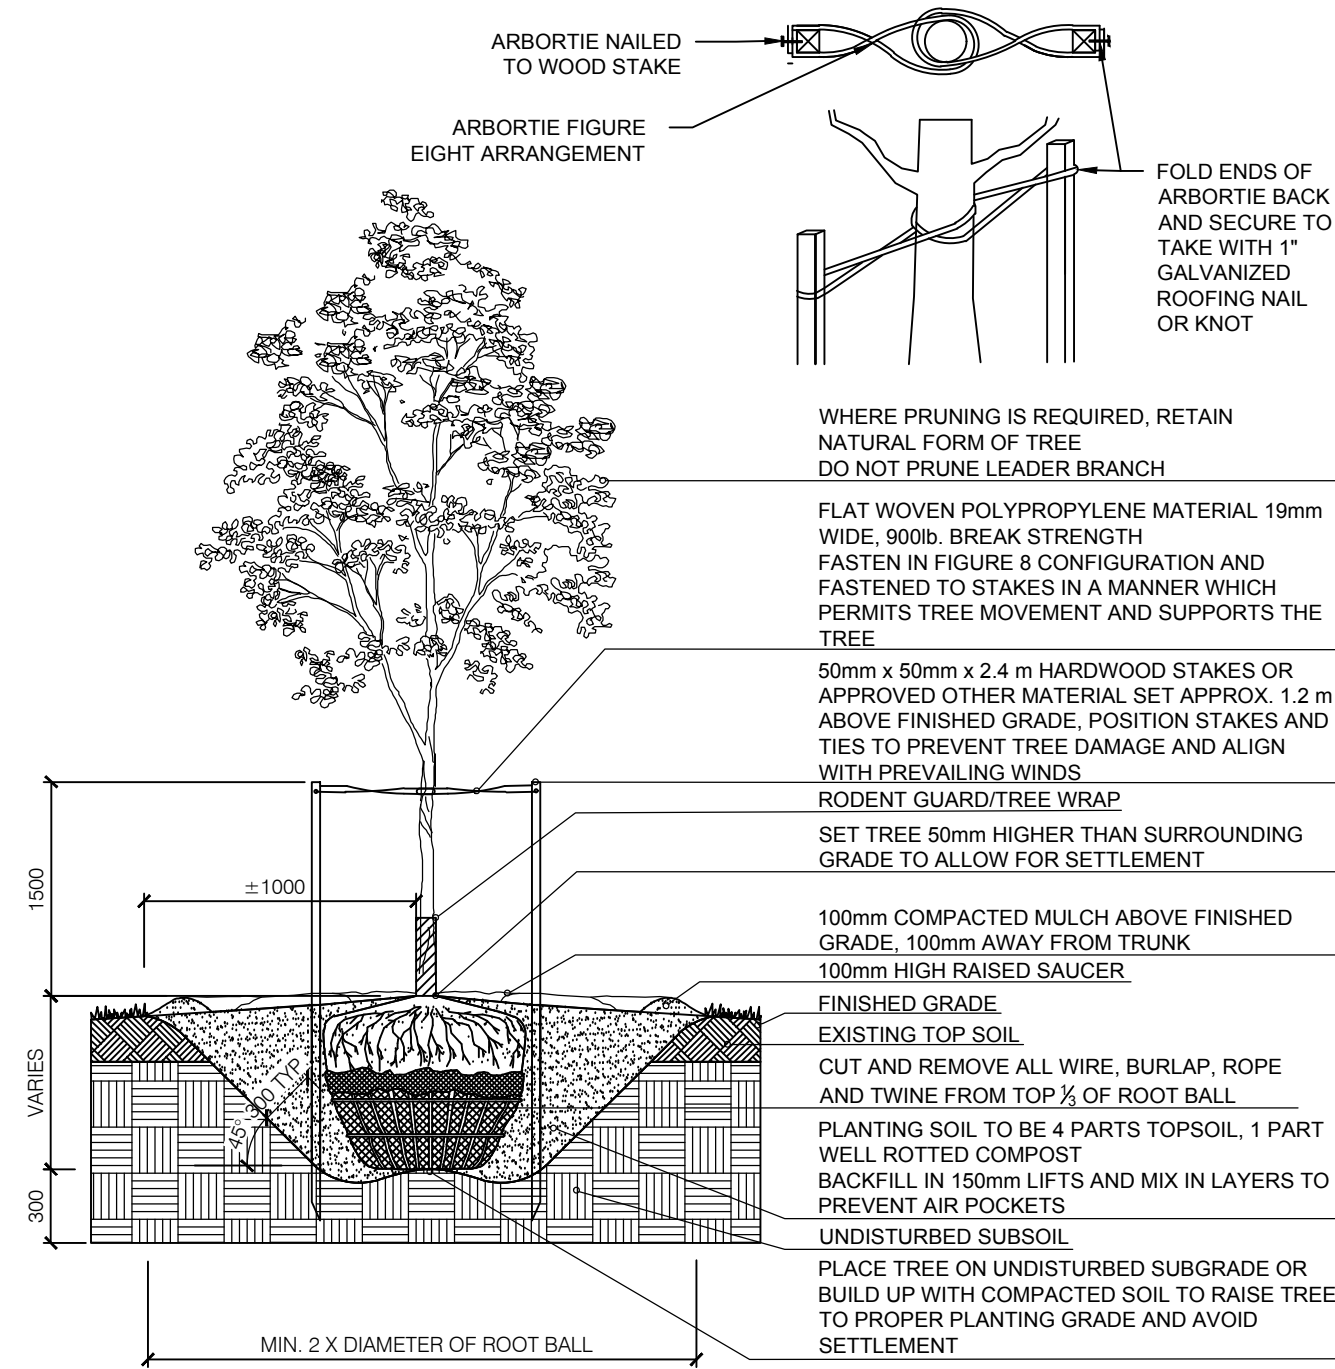 ARBORTIE NAILED
TO WOOD STAKE
ARBORTIE FIGURE
EIGHT ARRANGEMENT
FOLD ENDS OF
ARBORTIE BACK
AND SECURE TO
TAKE WITH 1"
GALVANIZED
ROOFING NAIL
OR KNOT
WHERE PRUNING IS REQUIRED, RETAIN
NATURAL FORM OF TREE
DO NOT PRUNE LEADER BRANCH
FLAT WOVEN POLYPROPYLENE MATERIAL 19mm
WIDE, 900lb. BREAK STRENGTH
FASTEN IN FIGURE 8 CONFIGURATION AND
FASTENED TO STAKES IN A MANNER WHICH
PERMITS TREE MOVEMENT AND SUPPORTS THE
TREE
50mm x 50mm x 2.4 m HARDWOOD STAKES OR
APPROVED OTHER MATERIAL SET APPROX. 1.2 m
ABOVE FINISHED GRADE, POSITION STAKES AND
TIES TO PREVENT TREE DAMAGE AND ALIGN
WITH PREVAILING WINDS
RODENT GUARD/TREE WRAP
SET TREE 50mm HIGHER THAN SURROUNDING
GRADE TO ALLOW FOR SETTLEMENT
100mm COMPACTED MULCH ABOVE FINISHED
GRADE, 100mm AWAY FROM TRUNK
100mm HIGH RAISED SAUCER
FINISHED GRADE
EXISTING TOP SOIL
CUT AND REMOVE ALL WIRE, BURLAP, ROPE
AND TWINE FROM TOP ⅓ OF ROOT BALL
PLANTING SOIL TO BE 4 PARTS TOPSOIL, 1 PART
WELL ROTTED COMPOST
BACKFILL IN 150mm LIFTS AND MIX IN LAYERS TO
PREVENT AIR POCKETS
UNDISTURBED SUBSOIL
PLACE TREE ON UNDISTURBED SUBGRADE OR
BUILD UP WITH COMPACTED SOIL TO RAISE TREE
TO PROPER PLANTING GRADE AND AVOID
SETTLEMENT
1500
±1000
VARIES
300 TYP
45°
300
MIN. 2 X DIAMETER OF ROOT BALL